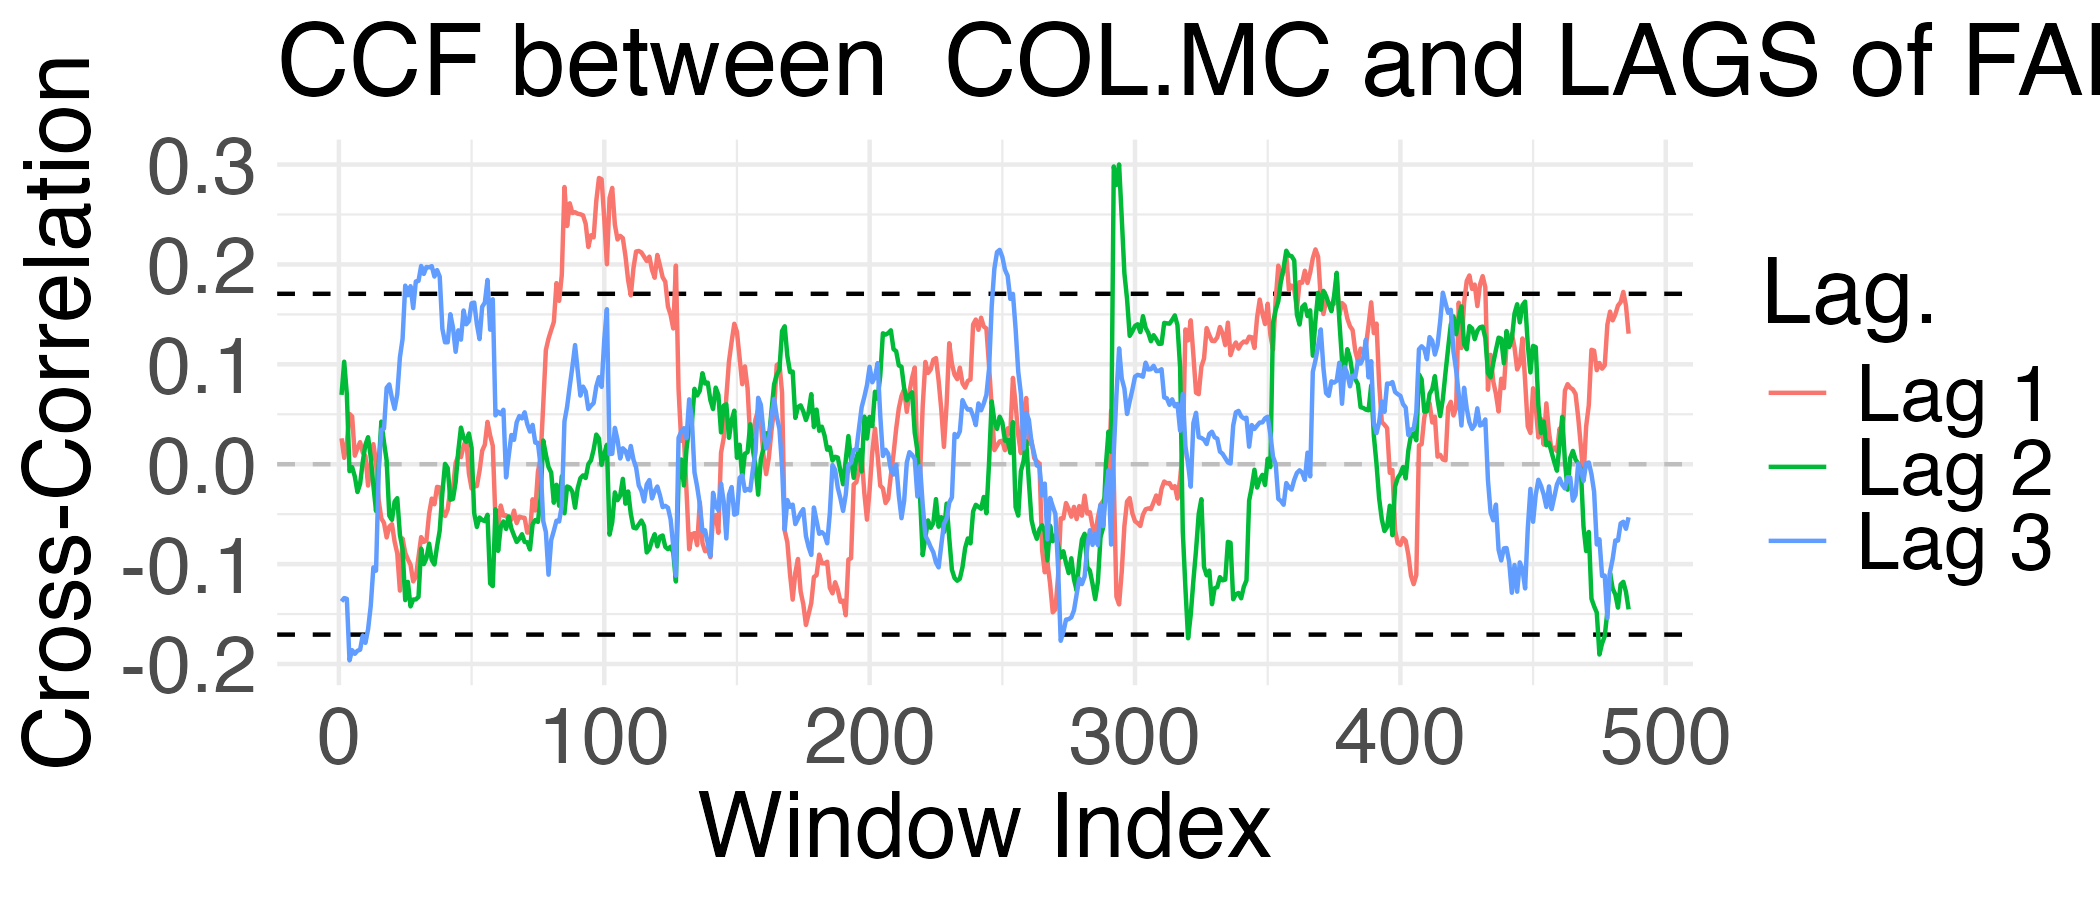 CCF between COL.MC and LAGS of
Cross-Correlation
0.3
0.2
0.1
0.0
-0.1
-0.2
0 100 200 300 400 500
Window Index
Lag.
Lag 1
Lag 2
Lag 3